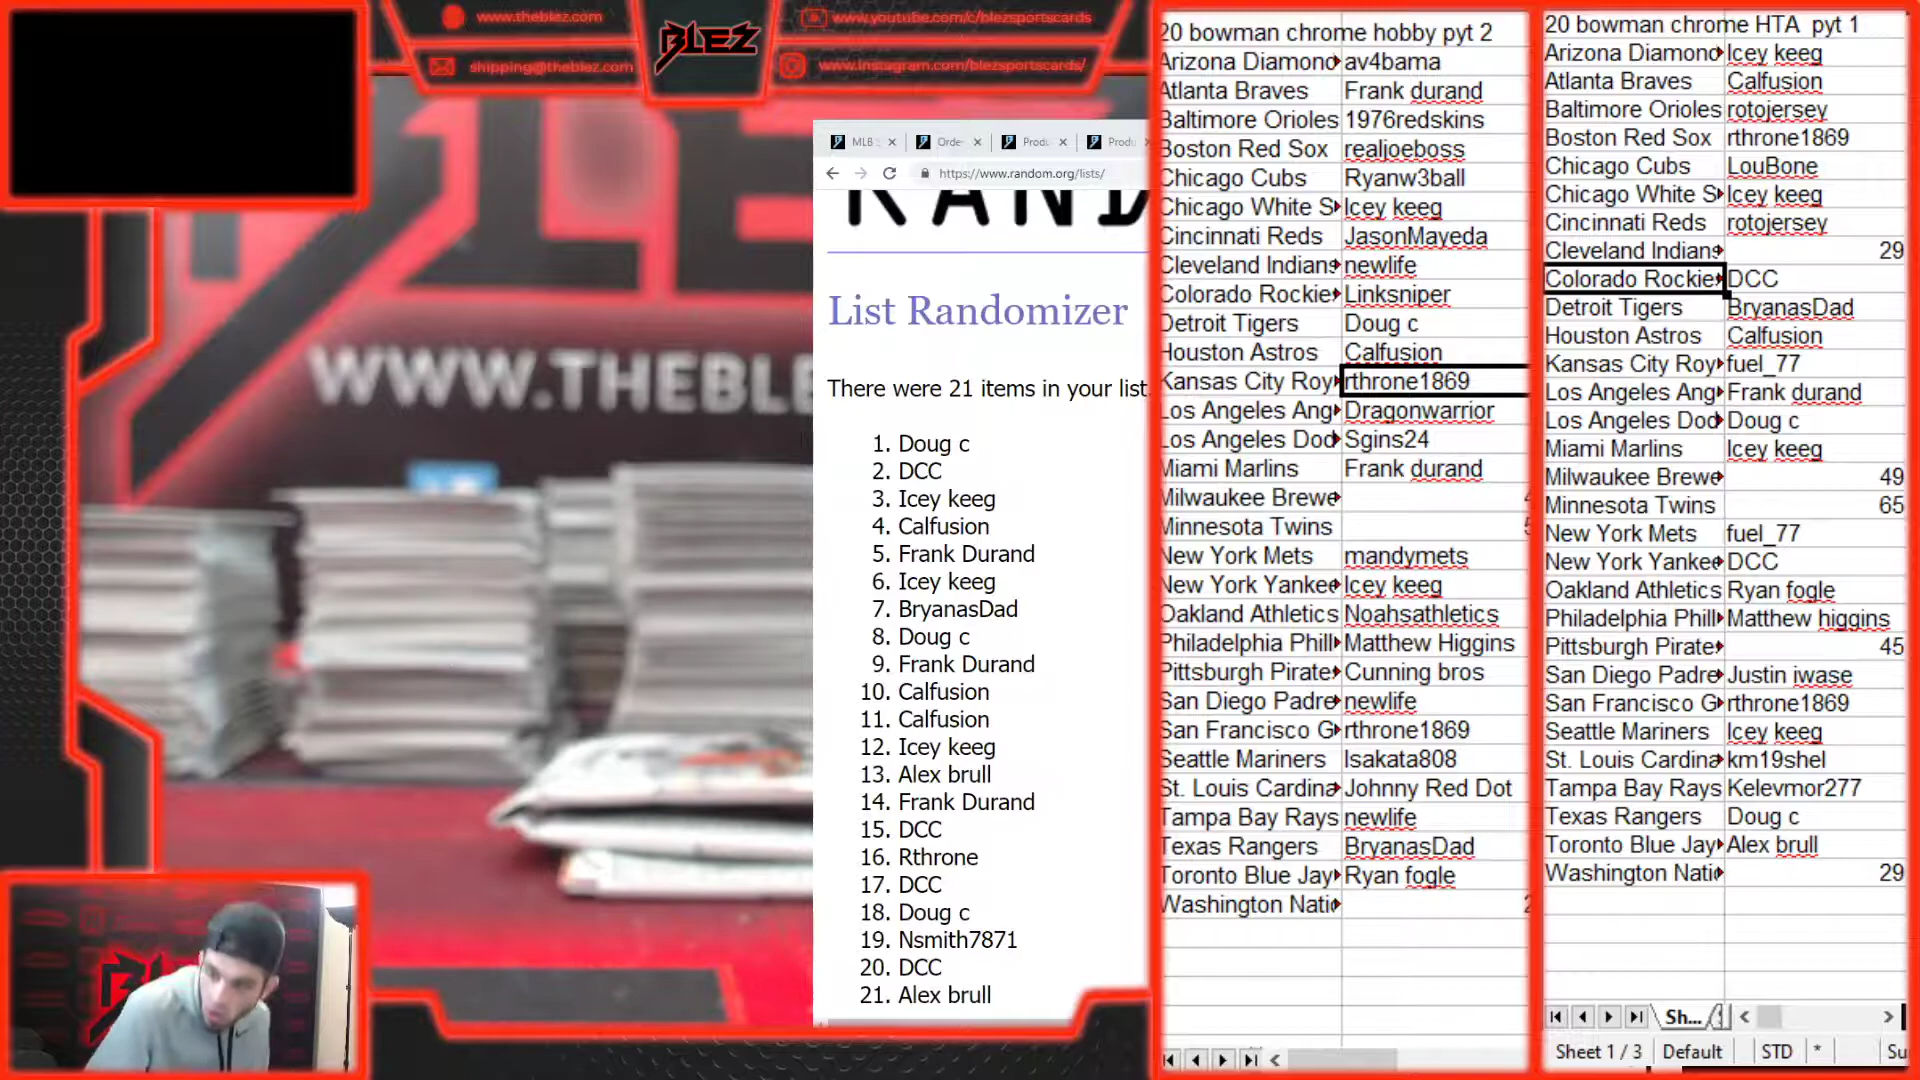 www.theblez.com
shipping@theblez.com
BLEZ
www.youtube.com/c/blezsportscards
www.instagram.com/blezsportscards/
WWW.THEBLE
MLB
Orde
Produ
Produ
https://www.random.org/lists/
RAND
List Randomizer
There were 21 items in your list.
1. Doug c
2. DCC
3. Icey keeg
4. Calfusion
5. Frank Durand
6. Icey keeg
7. BryanasDad
8. Doug c
9. Frank Durand
10. Calfusion
11. Calfusion
12. Icey keeg
13. Alex brull
14. Frank Durand
15. DCC
16. Rthrone
17. DCC
18. Doug c
19. Nsmith7871
20. DCC
21. Alex brull
20 bowman chrome hobby pyt 2
Arizona Diamond av4bama
Atlanta Braves Frank durand
Baltimore Orioles 1976redskins
Boston Red Sox realjoeboss
Chicago Cubs Ryanw3ball
Chicago White S Icey keeg
Cincinnati Reds JasonMayeda
Cleveland Indians newlife
Colorado Rockie Linksniper
Detroit Tigers Doug c
Houston Astros Calfusion
Kansas City Roy rthrone1869
Los Angeles Ang Dragonwarrior
Los Angeles Dod Sgins24
Miami Marlins Frank durand
Milwaukee Brewe
Minnesota Twins
New York Mets mandymets
New York Yankee Icey keeg
Oakland Athletics Noahsathletics
Philadelphia Phill Matthew Higgins
Pittsburgh Pirate Cunning bros
San Diego Padre newlife
San Francisco G rthrone1869
Seattle Mariners Isakata808
St. Louis Cardina Johnny Red Dot
Tampa Bay Rays newlife
Texas Rangers BryanasDad
Toronto Blue Jay Ryan fogle
Washington Nati 2
20 bowman chrome HTA pyt 1
Arizona Diamond Icey keeg
Atlanta Braves Calfusion
Baltimore Orioles rotojersey
Boston Red Sox rthrone1869
Chicago Cubs LouBone
Chicago White S Icey keeg
Cincinnati Reds rotojersey
Cleveland Indians 29
Colorado Rockie DCC
Detroit Tigers BryanasDad
Houston Astros Calfusion
Kansas City Roy fuel_77
Los Angeles Ang Frank durand
Los Angeles Dod Doug c
Miami Marlins Icey keeg
Milwaukee Brewe 49
Minnesota Twins 65
New York Mets fuel_77
New York Yankee DCC
Oakland Athletics Ryan fogle
Philadelphia Phill Matthew higgins
Pittsburgh Pirate 45
San Diego Padre Justin iwase
San Francisco G rthrone1869
Seattle Mariners Icey keeg
St. Louis Cardina km19shel
Tampa Bay Rays Kelevmor277
Texas Rangers Doug c
Toronto Blue Jay Alex brull
Washington Nati 29
Sh...
Sheet 1 / 3 Default STD * Su